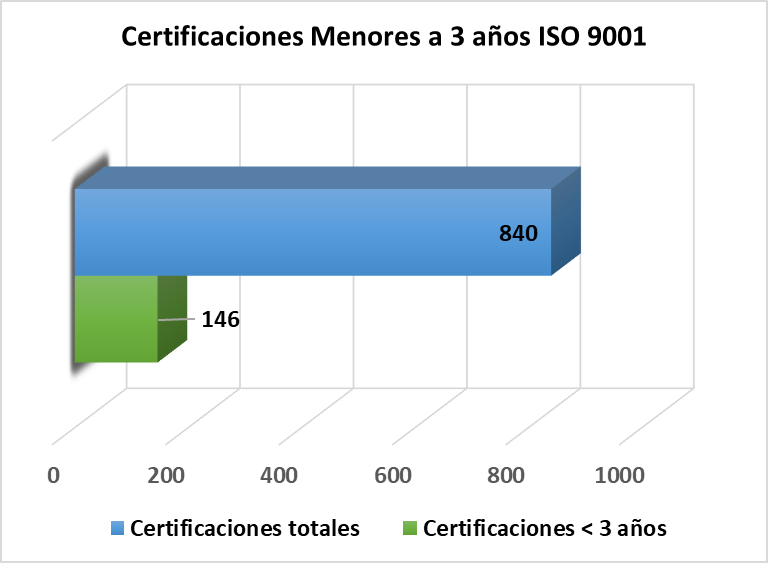 Certificaciones Menores a 3 años ISO 9001
840
146
0 200 400 600 800 1000
Certificaciones totales Certificaciones < 3 años